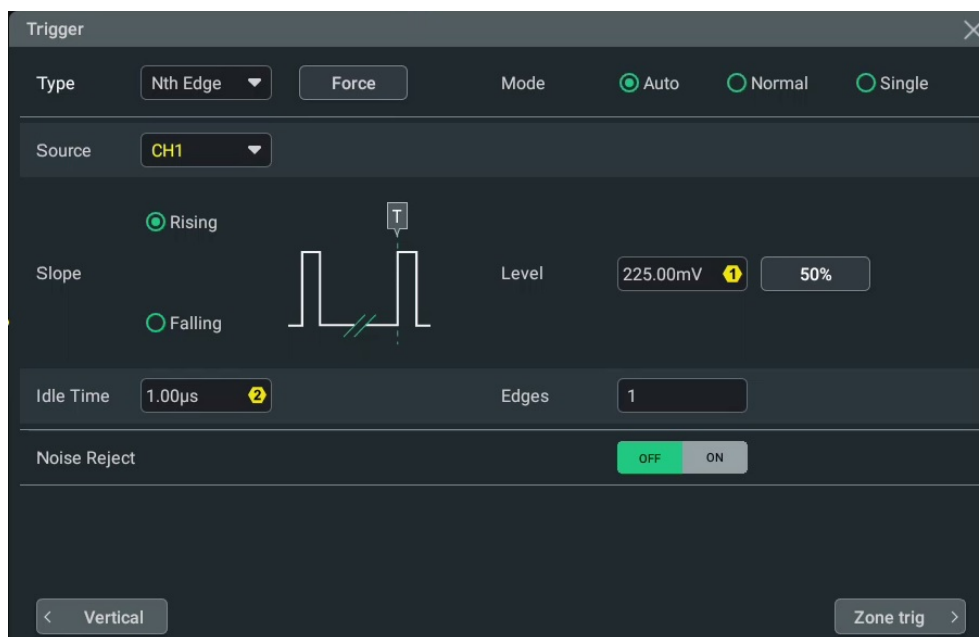 Trigger
Type Nth Edge Force Mode Auto Normal Single
Source CH1
Rising
T
Slope Level 225.00mV 1 50%
Falling
Idle Time 1.00μs 2 Edges 1
Noise Reject OFF ON
< Vertical Zone trig >